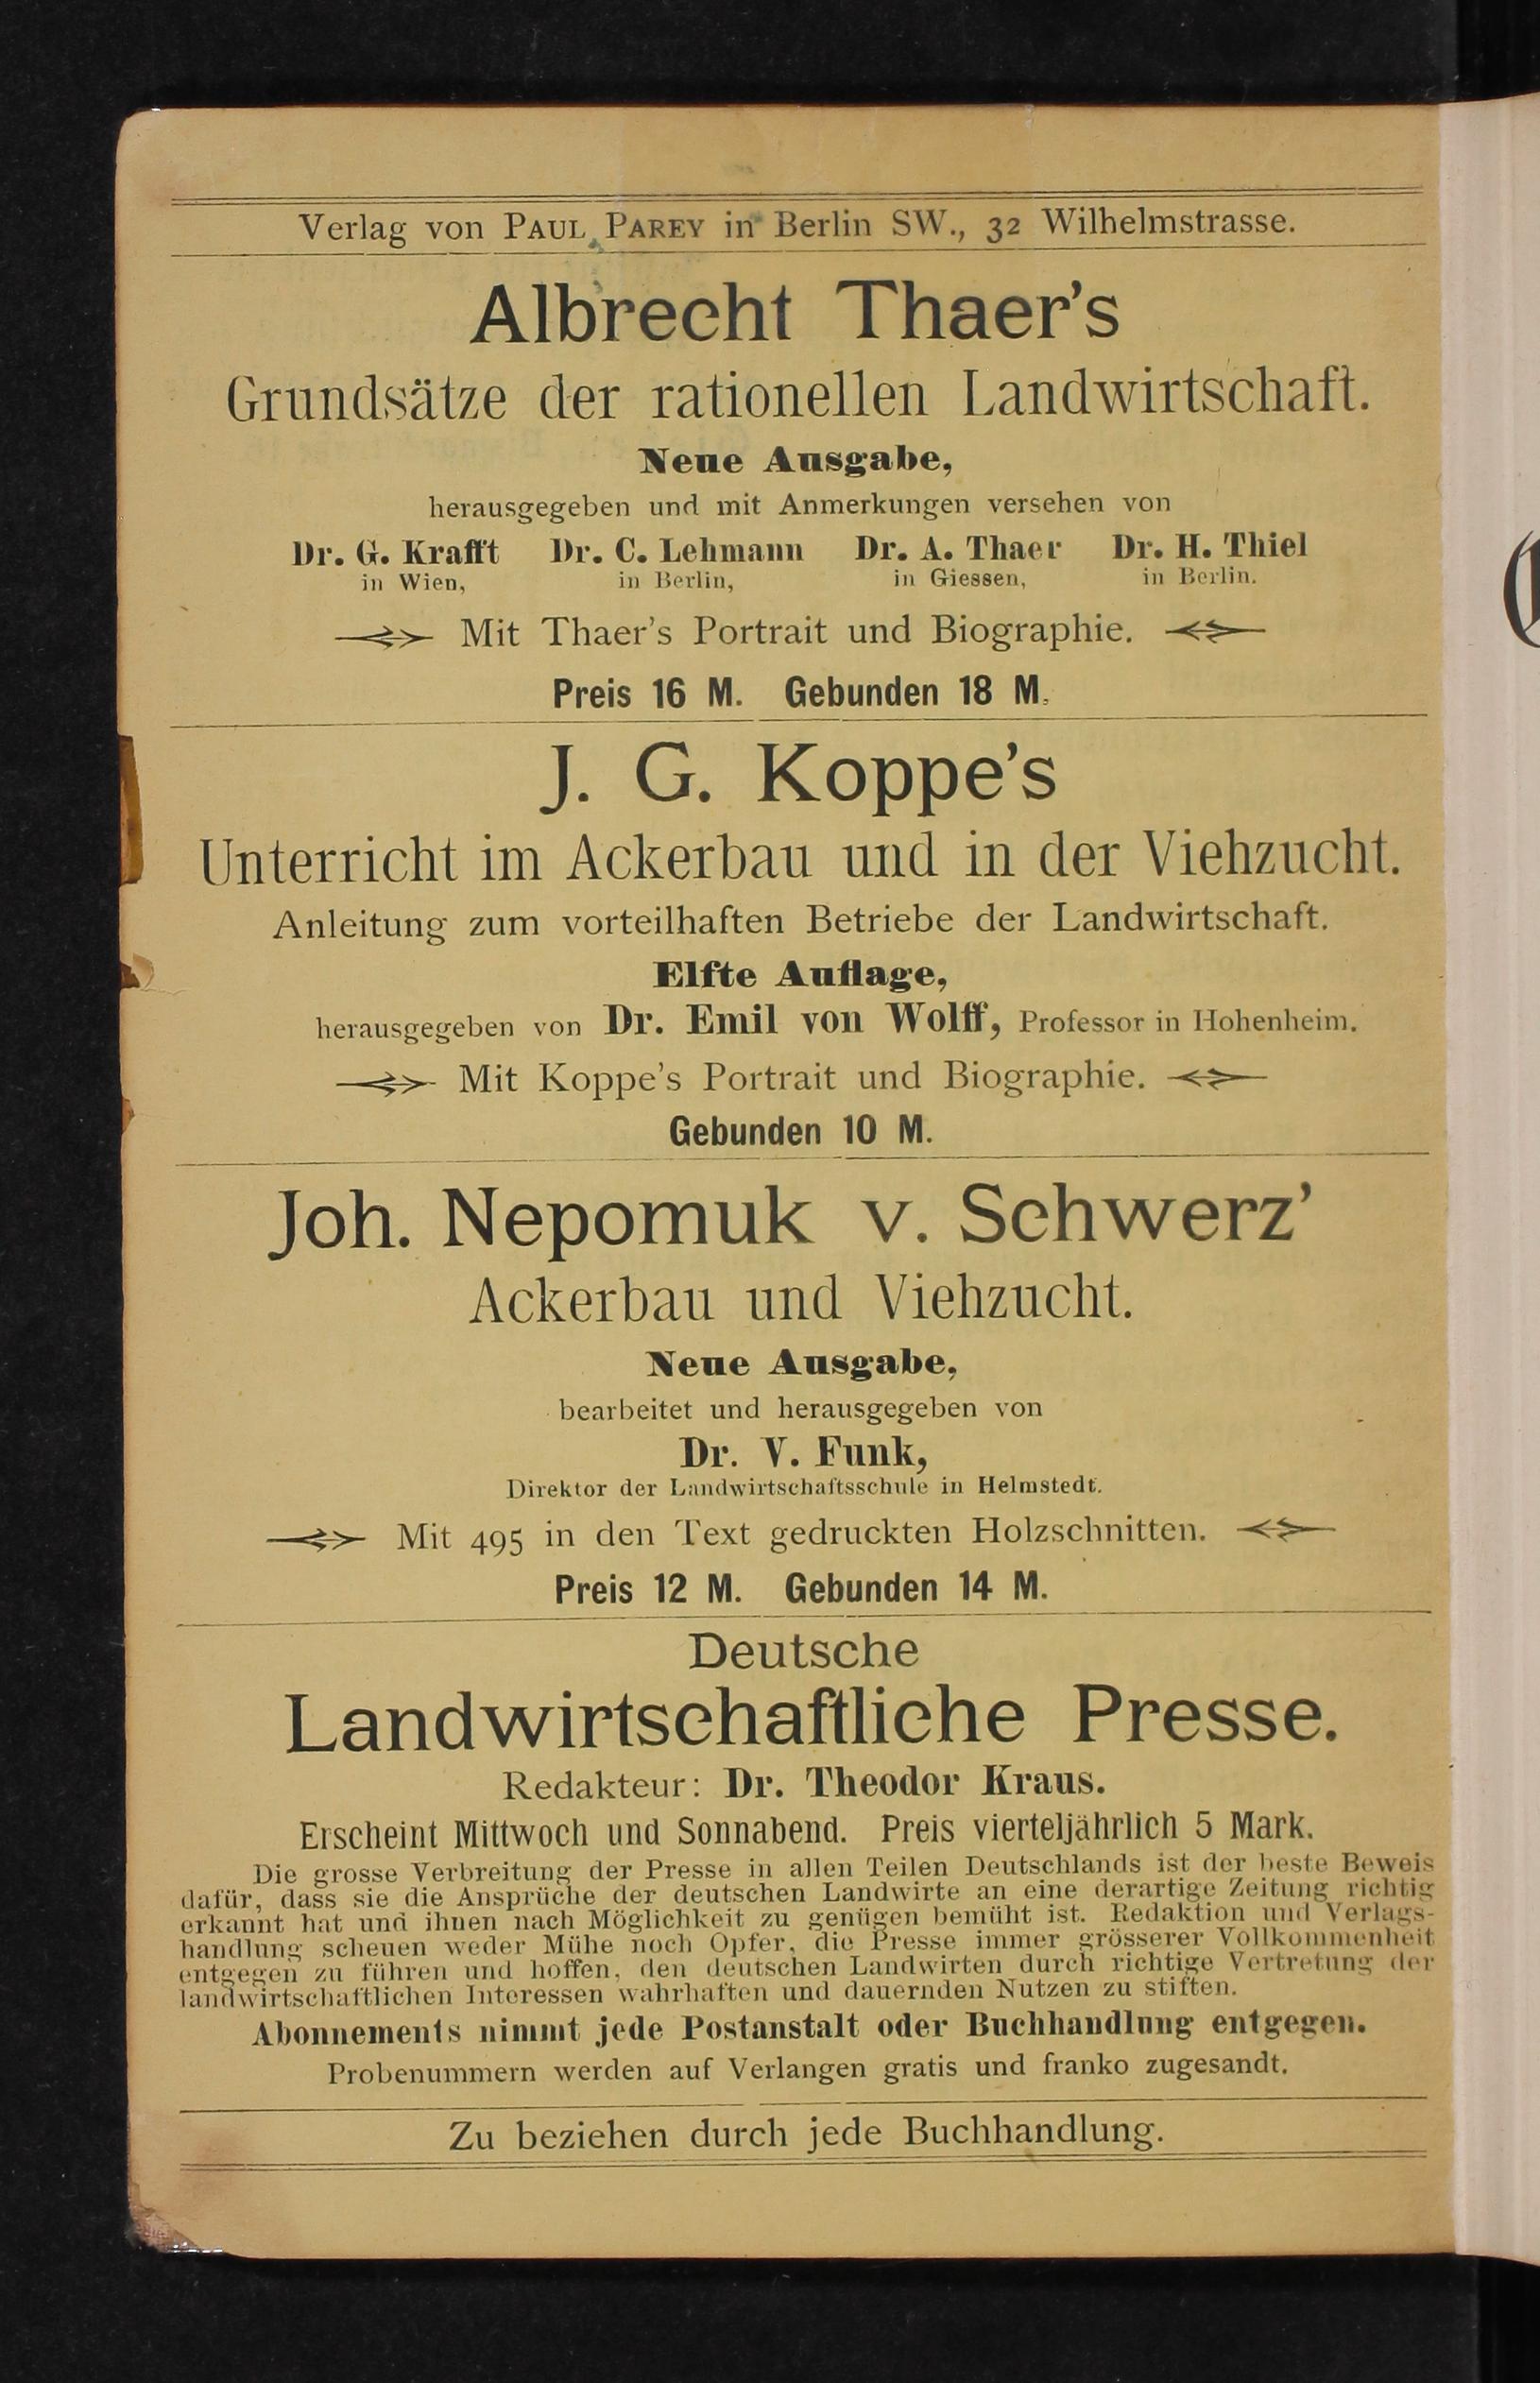 Verlag von PAUL PAREY in Berlin SW., 32 Wilhelmstrasse.
Albrecht Thaer's
Grundsätze der rationellen Landwirtschaft.
Neue Ausgabe,
herausgegeben und mit Anmerkungen versehen von
Dr. G. Krafft Dr. C. Lehmann Dr. A. Thaer Dr. H. Thiel
in Wien, in Berlin, in Giessen, in Berlin.
Mit Thaer's Portrait und Biographie.
Preis 16 M. Gebunden 18 M.
J. G. Koppe's
Unterricht im Ackerbau und in der Viehzucht.
Anleitung zum vorteilhaften Betriebe der Landwirtschaft.
Elfte Auflage,
herausgegeben von Dr. Emil von Wolff, Professor in Hohenheim.
Mit Koppe's Portrait und Biographie.
Gebunden 10 M.
Joh. Nepomuk v. Schwerz'
Ackerbau und Viehzucht.
Neue Ausgabe,
bearbeitet und herausgegeben von
Dr. V. Funk,
Direktor der Landwirtschaftsschule in Helmstedt.
Mit 495 in den Text gedruckten Holzschnitten.
Preis 12 M. Gebunden 14 M.
Deutsche
Landwirtschaftliche Presse.
Redakteur: Dr. Theodor Kraus.
Erscheint Mittwoch und Sonnabend. Preis vierteljährlich 5 Mark.
Die grosse Verbreitung der Presse in allen Teilen Deutschlands ist der beste Beweis
dafür, dass sie die Ansprüche der deutschen Landwirte an eine derartige Zeitung richtig
erkannt hat und ihnen nach Möglichkeit zu genügen bemüht ist. Redaktion und Verlags-
handlung scheuen weder Mühe noch Opfer, die Presse immer grösserer Vollkommenheit
entgegen zu führen und hoffen, den deutschen Landwirten durch richtige Vertretung der
landwirtschaftlichen Interessen wahrhaften und dauernden Nutzen zu stiften.
Abonnements nimmt jede Postanstalt oder Buchhandlung entgegen.
Probenummern werden auf Verlangen gratis und franko zugesandt.
Zu beziehen durch jede Buchhandlung.